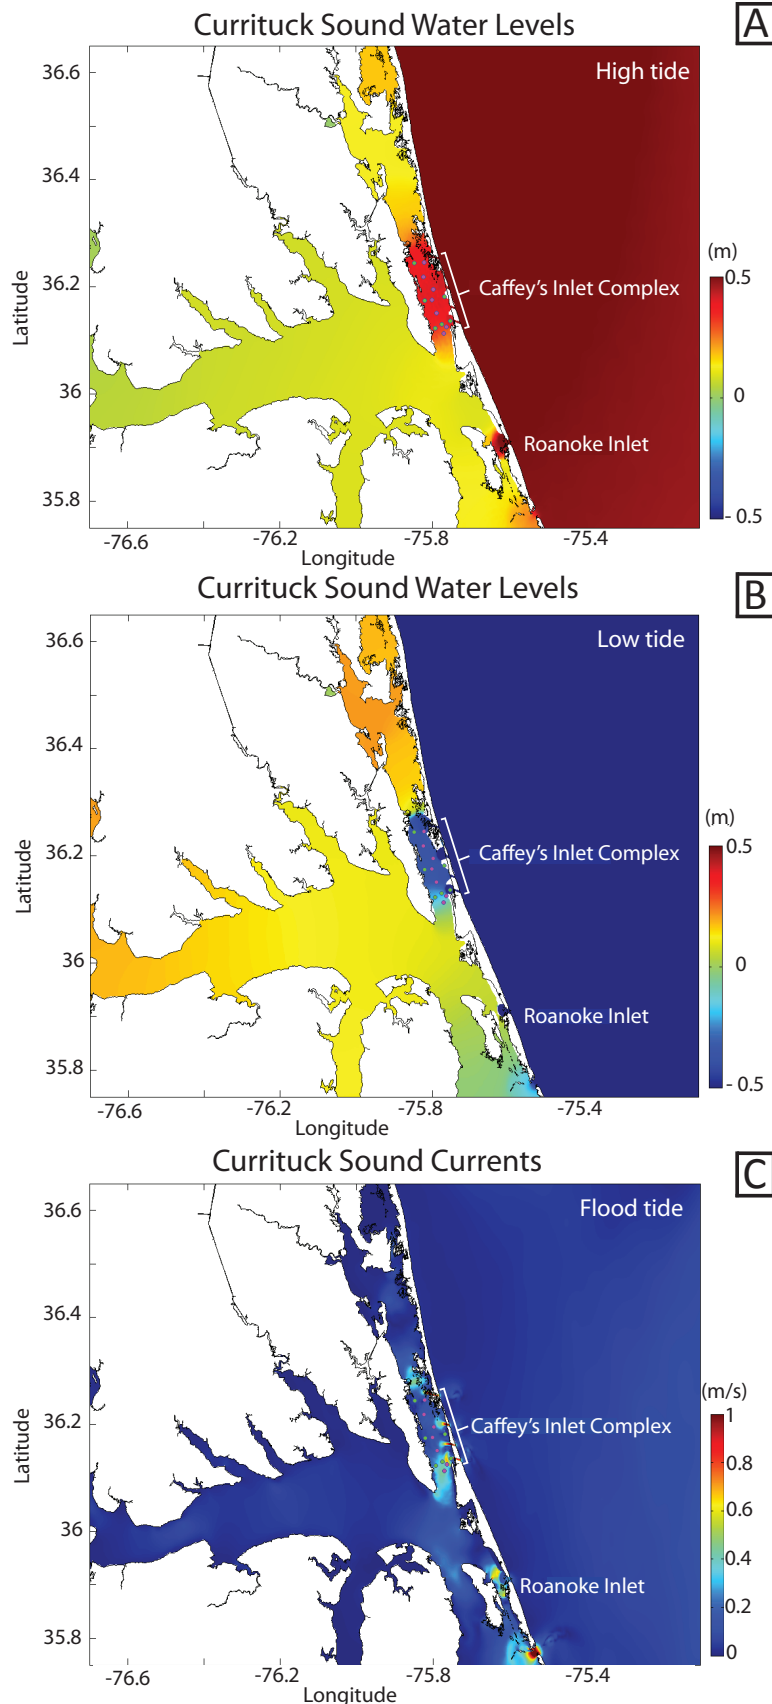 Currituck Sound Water Levels
A
High tide
36.6
36.4
36.2
36
35.8
Latitude
Caffey's Inlet Complex
Roanoke Inlet
(m)
0.5
0
- 0.5
-76.6
-76.2
-75.8
-75.4
Longitude
Currituck Sound Water Levels
B
Low tide
36.6
36.4
36.2
36
35.8
Latitude
Caffey's Inlet Complex
Roanoke Inlet
(m)
0.5
0
- 0.5
-76.6
-76.2
-75.8
-75.4
Longitude
Currituck Sound Currents
C
Flood tide
36.6
36.4
36.2
36
35.8
Latitude
Caffey's Inlet Complex
Roanoke Inlet
(m/s)
1
0.8
0.6
0.4
0.2
0
-76.6
-76.2
-75.8
-75.4
Longitude